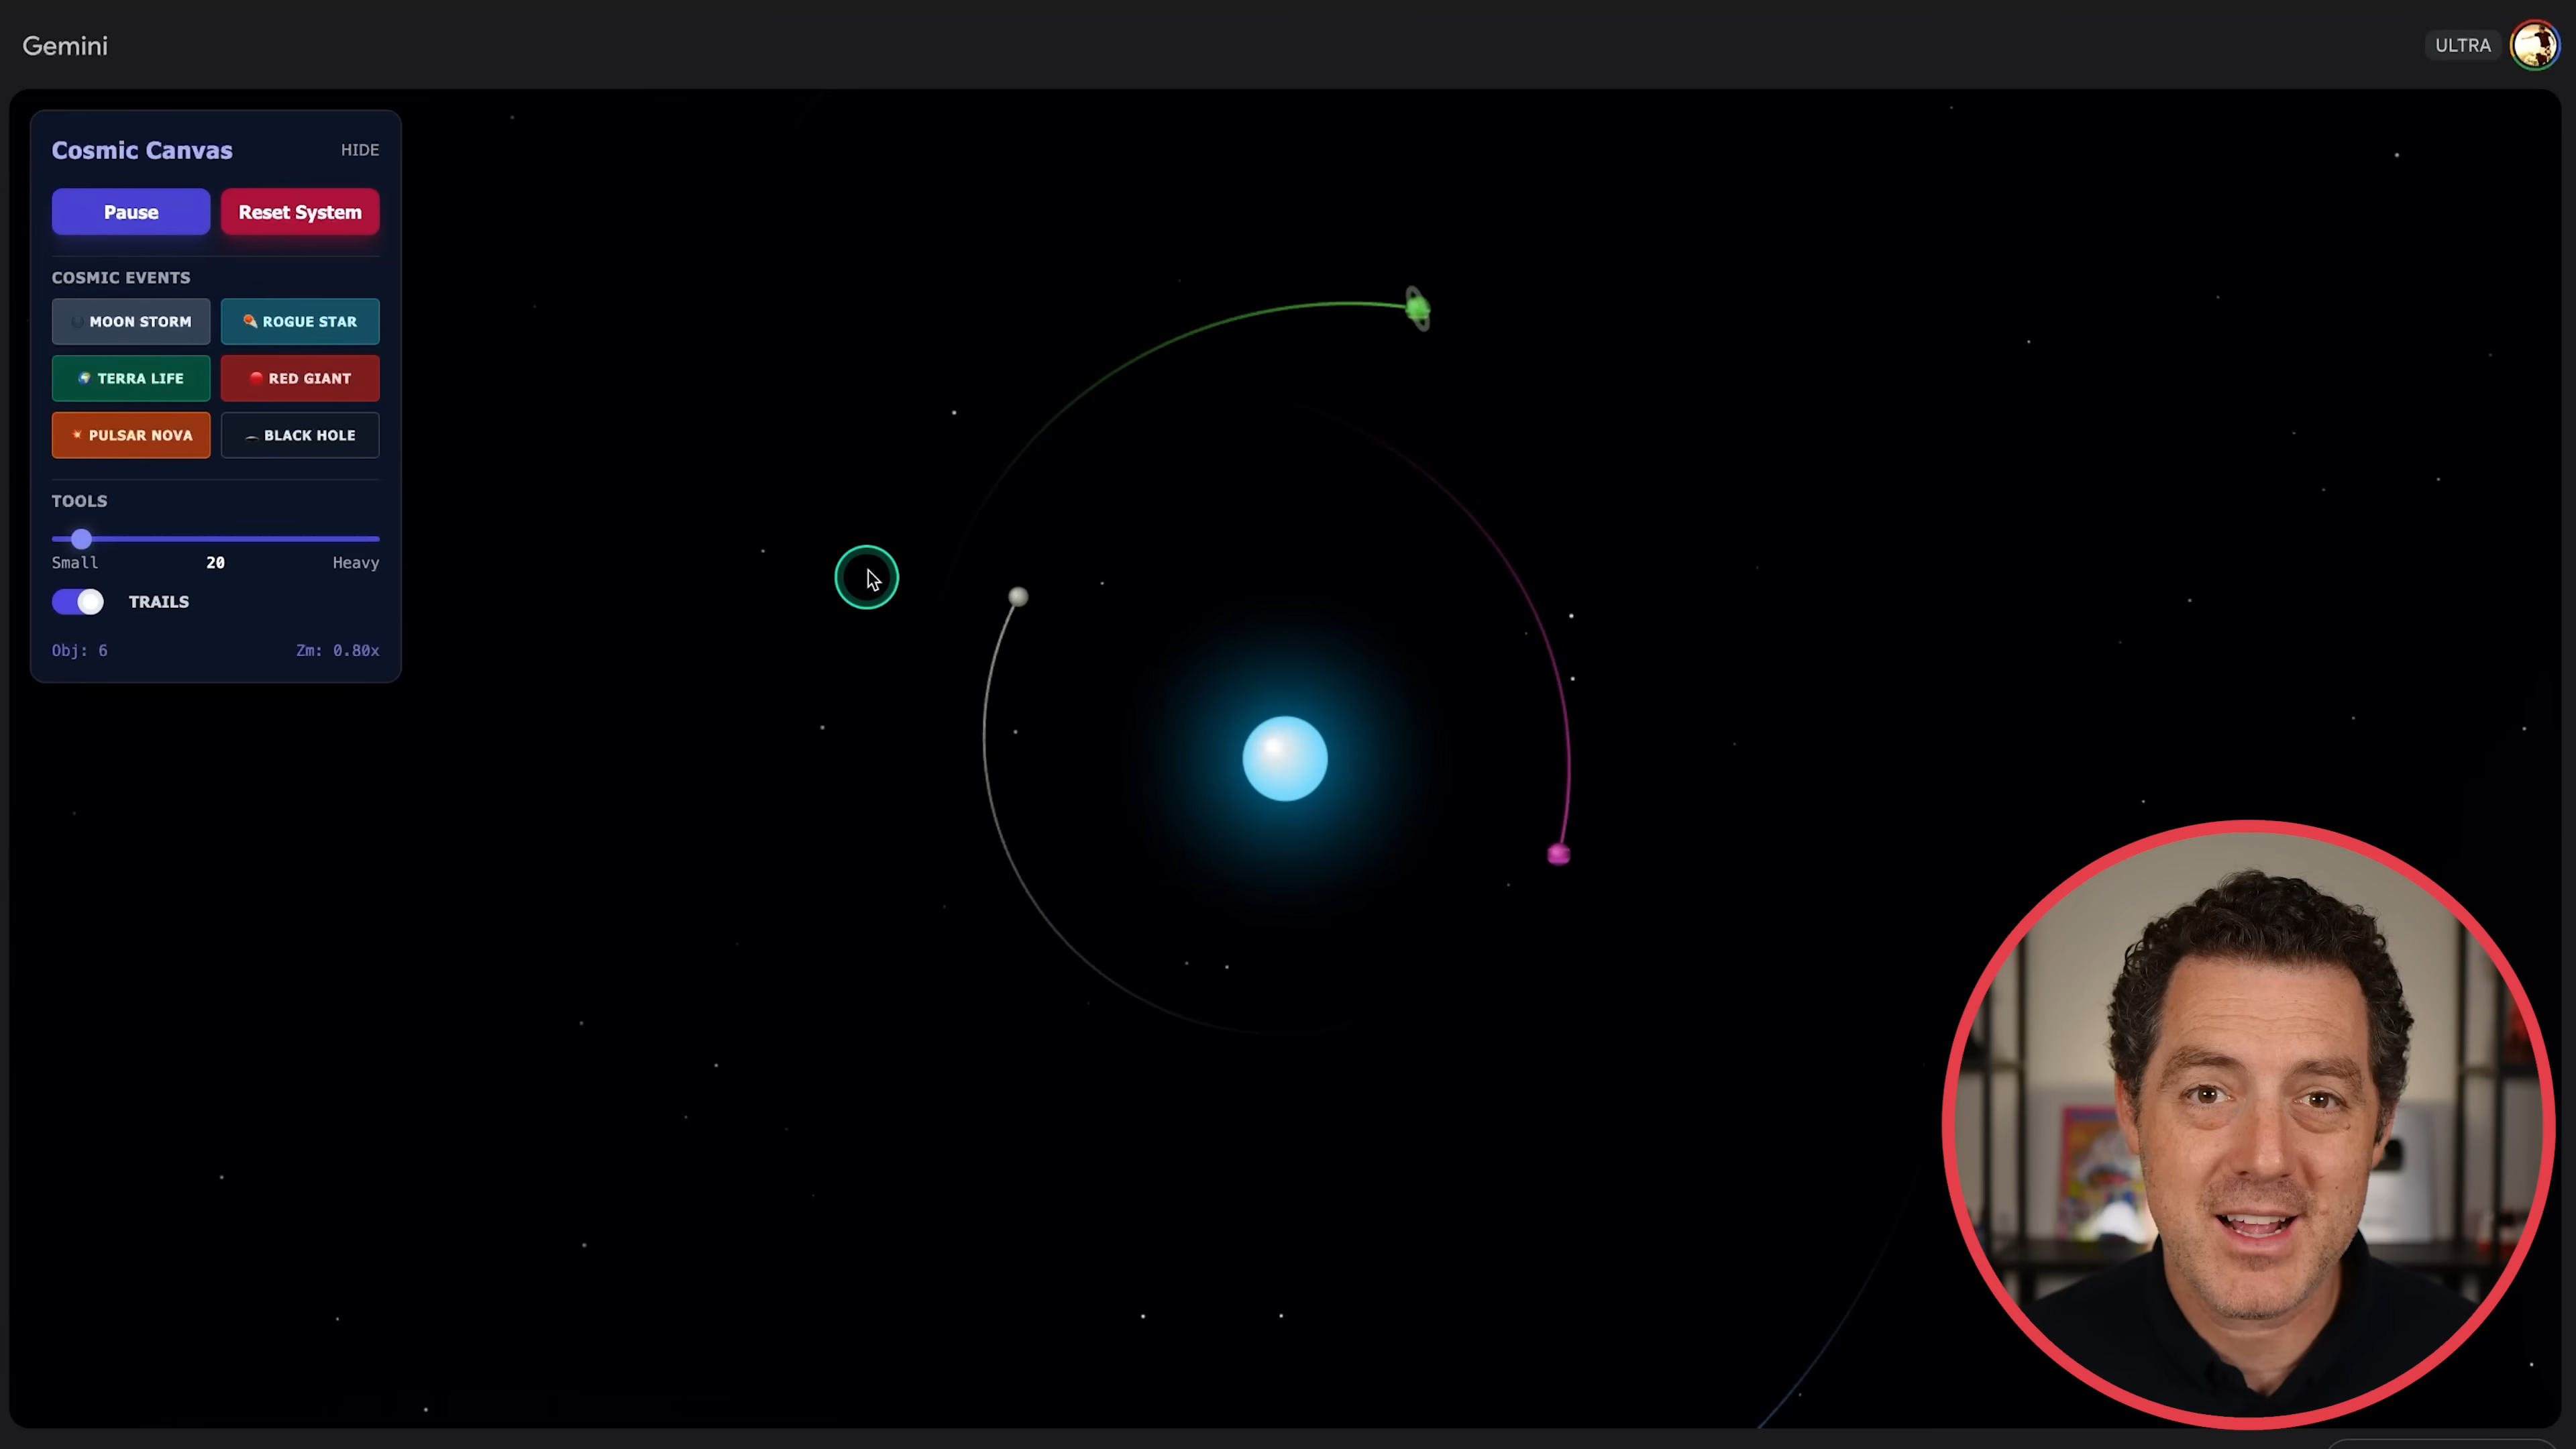 Gemini
ULTRA
Cosmic Canvas
HIDE
Pause
Reset System
COSMIC EVENTS
MOON STORM
ROGUE STAR
TERRA LIFE
RED GIANT
PULSAR NOVA
BLACK HOLE
TOOLS
Small 20 Heavy
TRAILS
Obj: 6 Zm: 0.80x